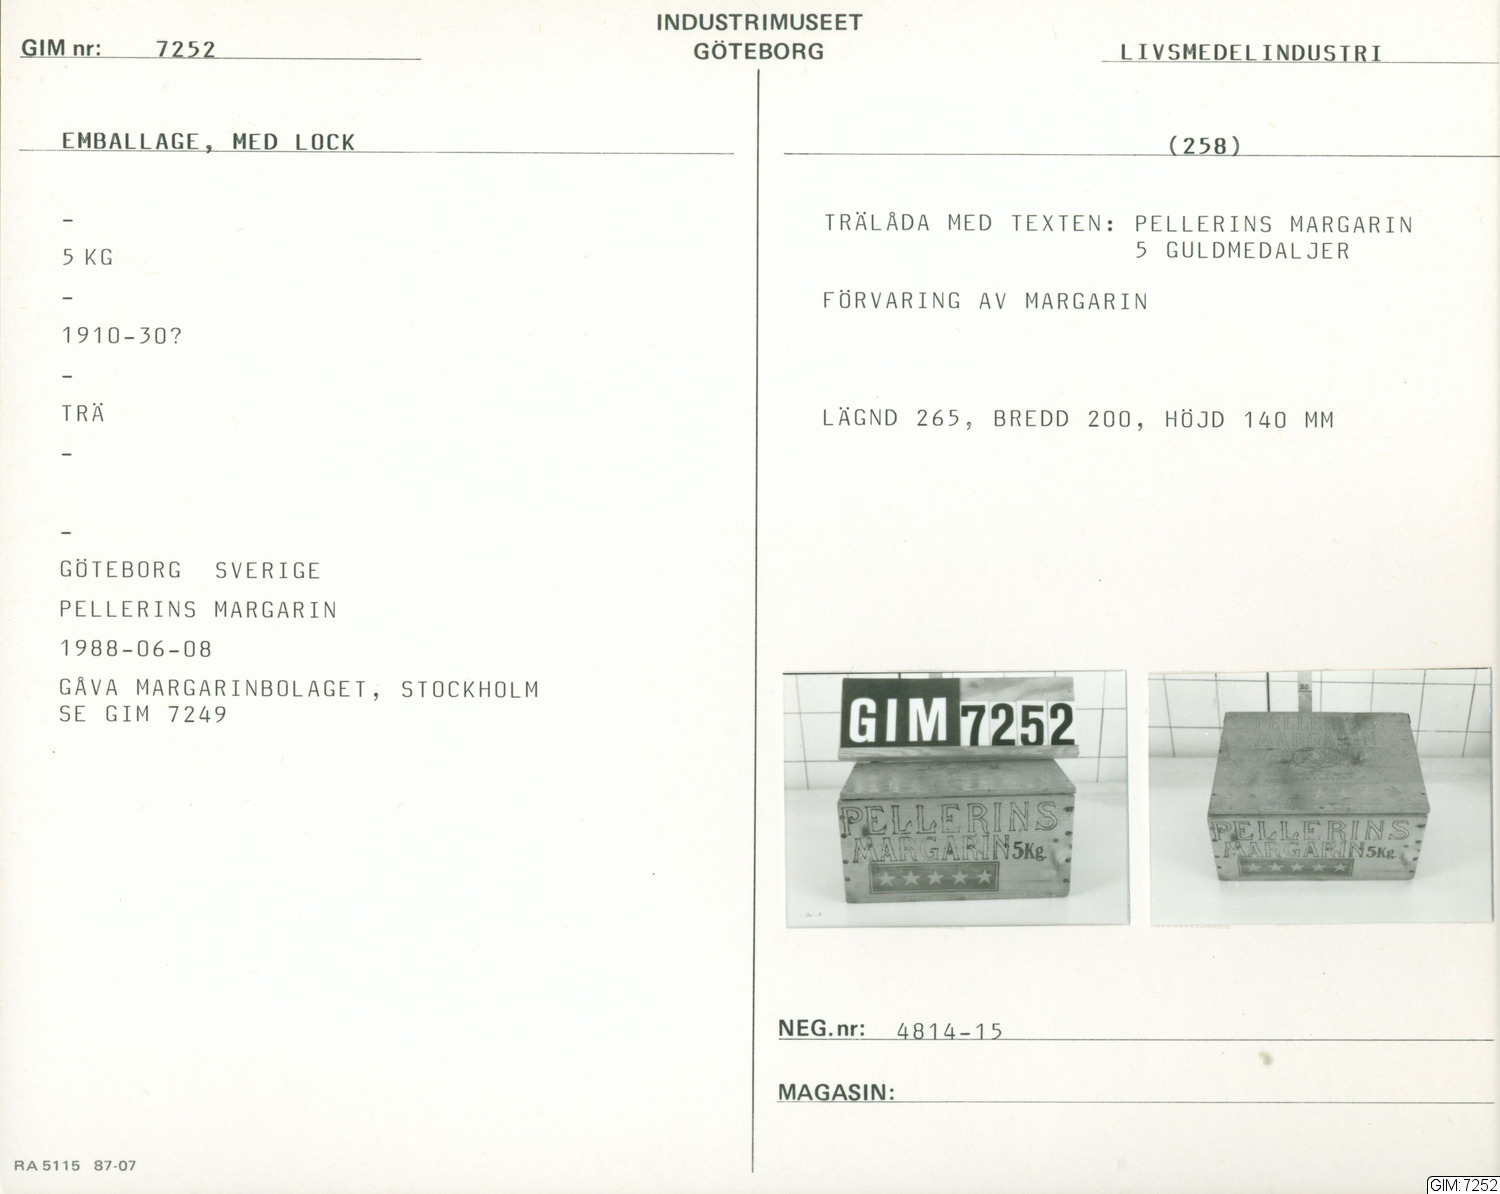 INDUSTRIMUSEET
GÖTEBORG
GIM nr: 7252
LIVSMEDELINDUSTRI
EMBALLAGE, MED LOCK
(258)
-
5 KG
-
1910-30?
-
TRÄ
-
-
GÖTEBORG SVERIGE
PELLERINS MARGARIN
1988-06-08
GÅVA MARGARINBOLAGET, STOCKHOLM
SE GIM 7249
TRÄLÅDA MED TEXTEN: PELLERINS MARGARIN
5 GULDMEDALJER
FÖRVARING AV MARGARIN
LÄGND 265, BREDD 200, HÖJD 140 MM
GIM 7252
PELLERINS
MARGARIN 5Kg.
20
PELLERINS
MARGARIN
PELLERINS
MARGARIN 5Kg.
NEG.nr: 4814-15
MAGASIN:
RA 5115 87-07
GIM:7252